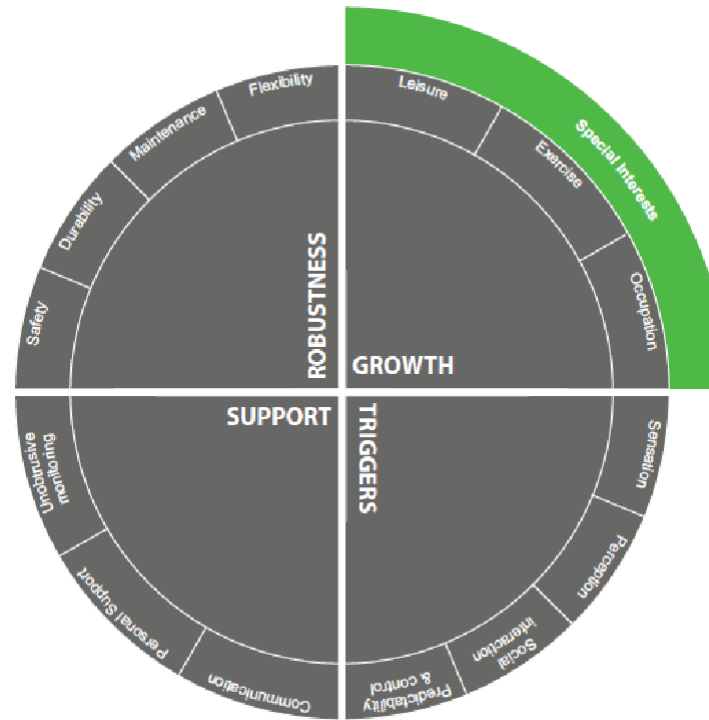 Flexibility
Maintenance
Durability
Safety
ROBUSTNESS
Leisure
Exercise
Occupation
Special Interests
GROWTH
SUPPORT
Unobtrusive
monitoring
Personal Support
Communication
TRIGGERS
Sensation
Perception
Social
interaction
Predictability
& control